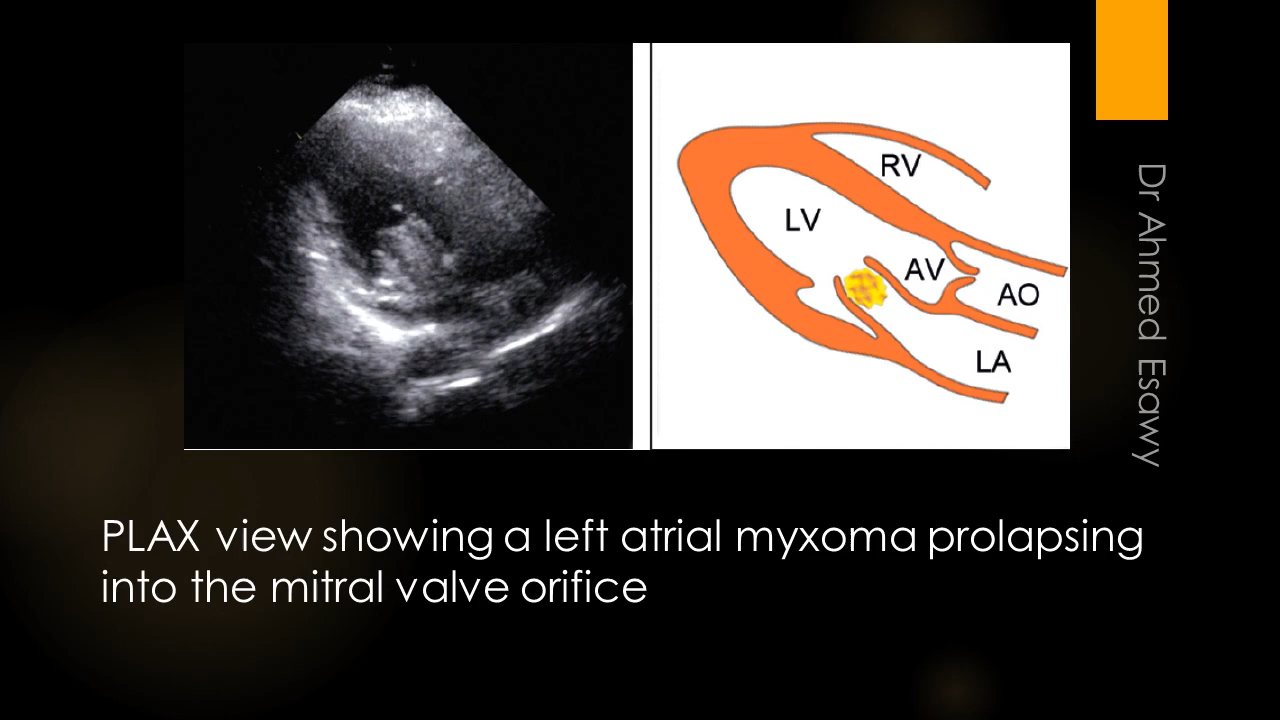 RV
LV
AV
AO
LA
Dr Ahmed Esawy
PLAX view showing a left atrial myxoma prolapsing
into the mitral valve orifice